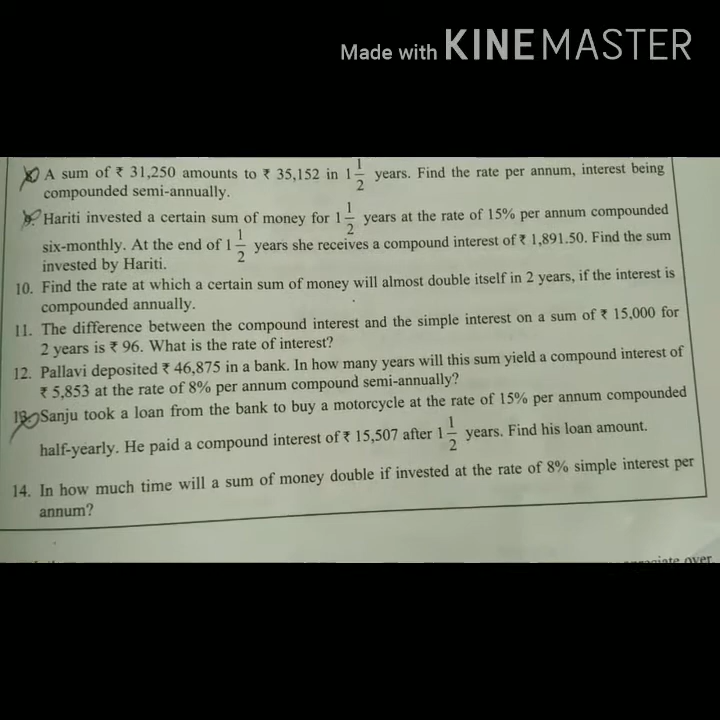 Made with KINEMASTER
A sum of ₹ 31,250 amounts to ₹ 35,152 in 1 1/2 years. Find the rate per annum, interest being
compounded semi-annually.
9. Hariti invested a certain sum of money for 1 1/2 years at the rate of 15% per annum compounded
six-monthly. At the end of 1 1/2 years she receives a compound interest of ₹ 1,891.50. Find the sum
invested by Hariti.
10. Find the rate at which a certain sum of money will almost double itself in 2 years, if the interest is
compounded annually.
11. The difference between the compound interest and the simple interest on a sum of ₹ 15,000 for
2 years is ₹ 96. What is the rate of interest?
12. Pallavi deposited ₹ 46,875 in a bank. In how many years will this sum yield a compound interest of
₹ 5,853 at the rate of 8% per annum compound semi-annually?
13. Sanju took a loan from the bank to buy a motorcycle at the rate of 15% per annum compounded
half-yearly. He paid a compound interest of ₹ 15,507 after 1 1/2 years. Find his loan amount.
14. In how much time will a sum of money double if invested at the rate of 8% simple interest per
annum?
over